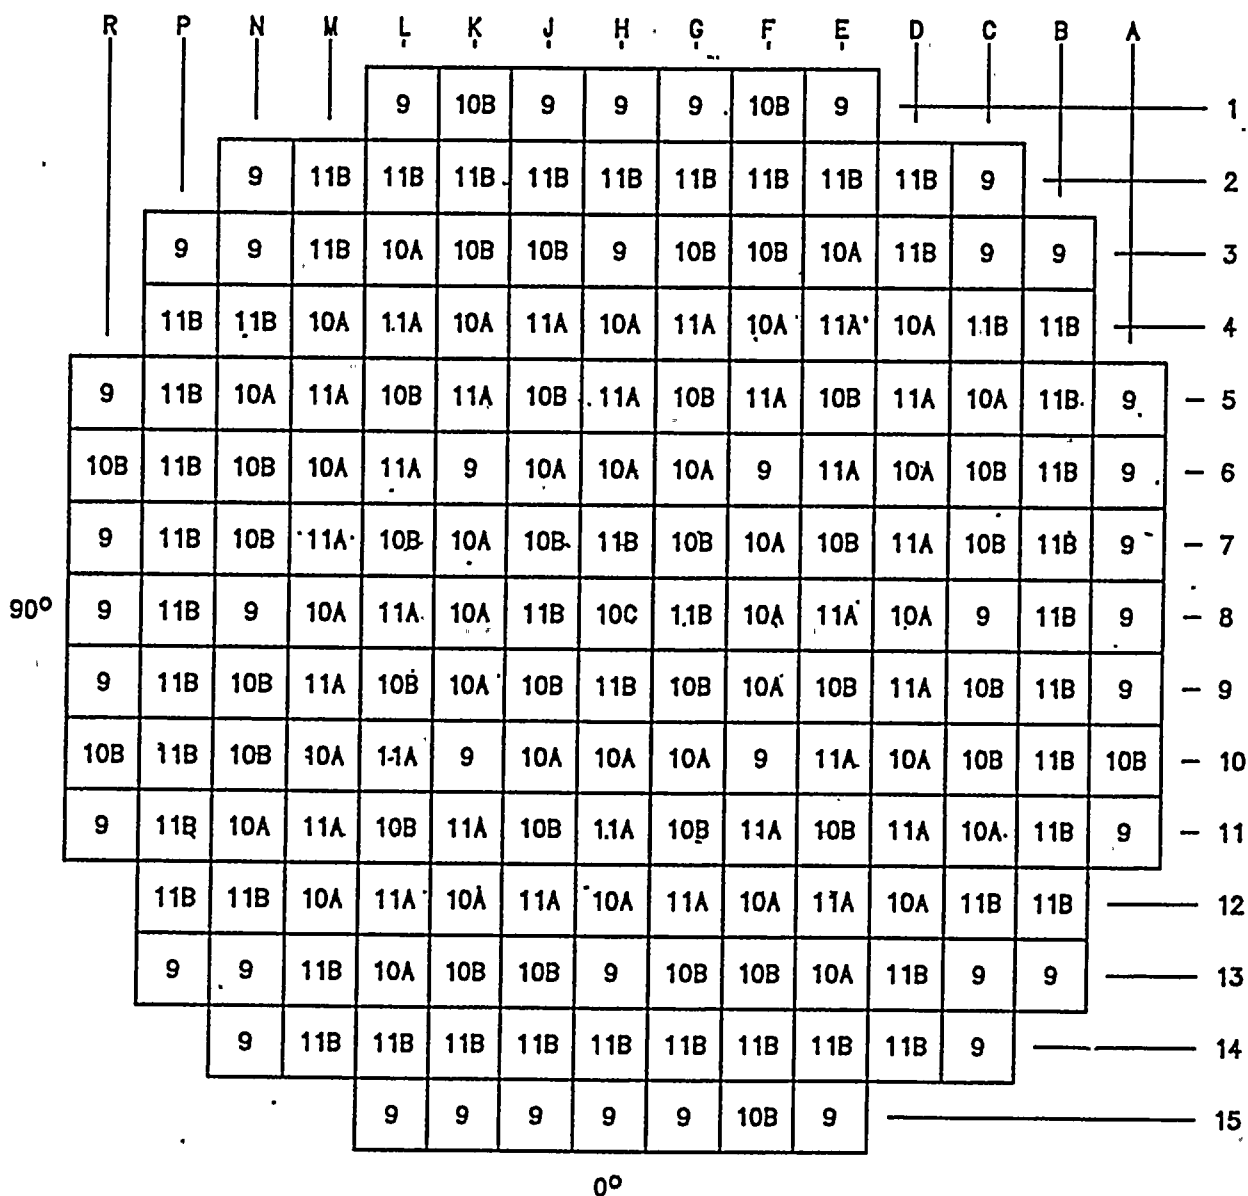 R P N M L K J H G F E D C B A
9 10B 9 9 9 10B 9 1
9 11B 11B 11B 11B 11B 11B 11B 11B 11B 9 2
9 9 11B 10A 10B 10B 9 10B 10B 10A 11B 9 9 3
11B 11B 10A 11A 10A 11A 10A 11A 10A 11A 10A 11B 11B 4
9 11B 10A 11A 10B 11A 10B 11A 10B 11A 10B 11A 10A 11B 9 5
10B 11B 10B 10A 11A 9 10A 10A 10A 9 11A 10A 10B 11B 9 6
9 11B 10B 11A 10B 10A 10B 11B 10B 10A 10B 11A 10B 11B 9 7
90° 9 11B 9 10A 11A 10A 11B 10C 11B 10A 11A 10A 9 11B 9 8
9 11B 10B 11A 10B 10A 10B 11B 10B 10A 10B 11A 10B 11B 9 9
10B 11B 10B 10A 11A 9 10A 10A 10A 9 11A 10A 10B 11B 10B 10
9 11B 10A 11A 10B 11A 10B 11A 10B 11A 10B 11A 10A 11B 9 11
11B 11B 10A 11A 10A 11A 10A 11A 10A 11A 10A 11B 11B 12
9 9 11B 10A 10B 10B 9 10B 10B 10A 11B 9 9 13
9 11B 11B 11B 11B 11B 11B 11B 11B 11B 9 14
9 9 9 9 9 10B 9 15
0°